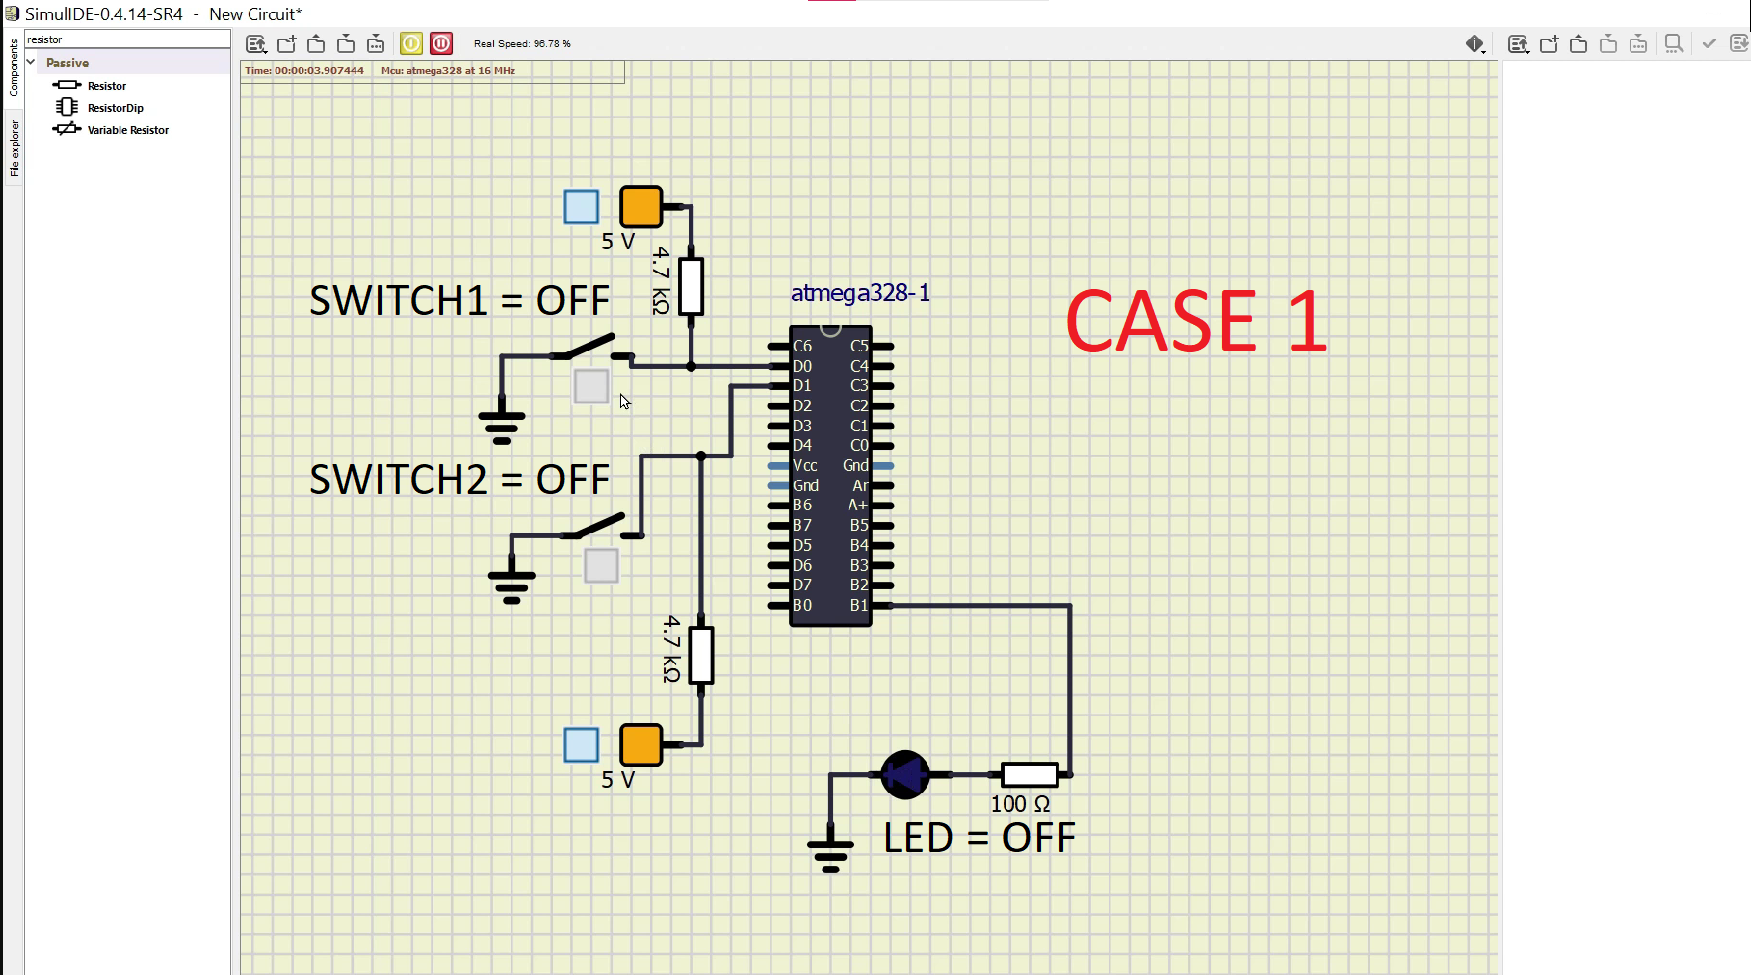 SimulIDE-0.4.14-SR4 - New Circuit*
Components
File explorer
resistor
Passive
Resistor
ResistorDip
Variable Resistor
Real Speed: 96.78 %
Time: 00:00:03.907444 Mcu: atmega328 at 16 MHz
5 V
4.7 kΩ
SWITCH1 = OFF
atmega328-1
CASE 1
C6 C5
D0 C4
D1 C3
D2 C2
D3 C1
D4 C0
Vcc Gnd
Gnd Ar
B6 A+
B7 B5
D5 B4
D6 B3
D7 B2
B0 B1
SWITCH2 = OFF
4.7 kΩ
5 V
100 Ω
LED = OFF